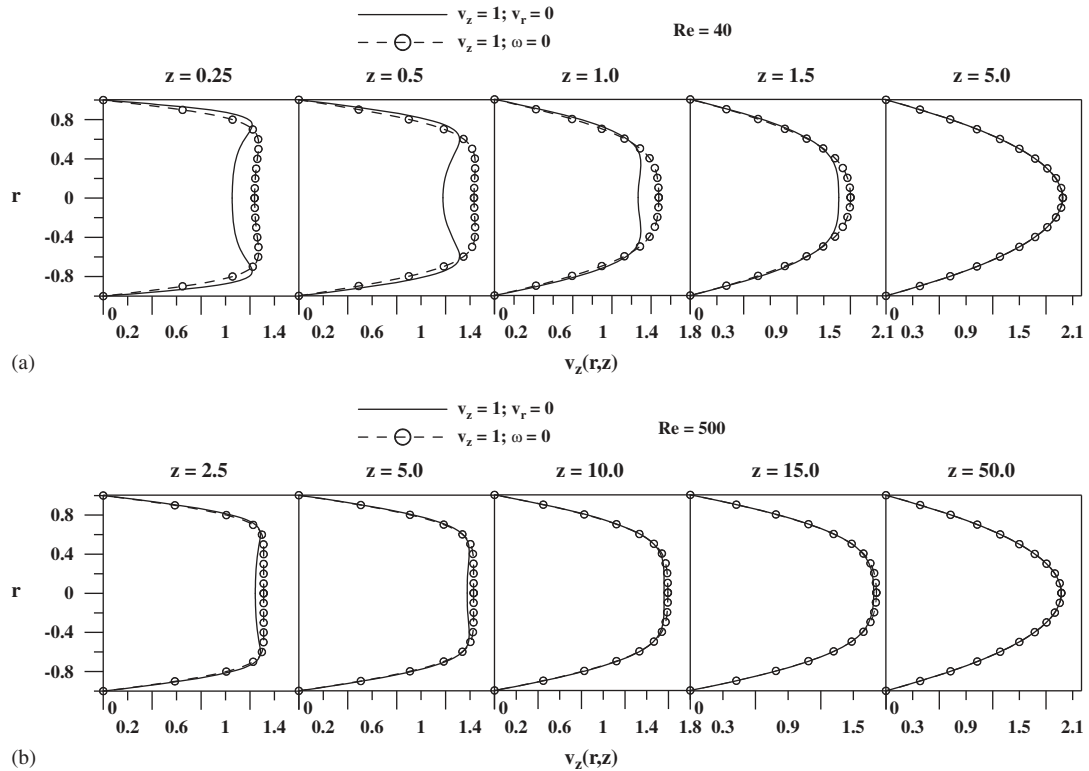 v_z = 1; v_r = 0
v_z = 1; ω = 0
Re = 40
z = 0.25 z = 0.5 z = 1.0 z = 1.5 z = 5.0
0.8
0.4
r 0
-0.4
-0.8
0 0 0 0 0
0.2 0.6 1 1.4 0.2 0.6 1 1.4 0.2 0.6 1 1.4 1.8 0.3 0.9 1.5 2.1 0.3 0.9 1.5 2.1
(a) v_z(r,z)
v_z = 1; v_r = 0
v_z = 1; ω = 0
Re = 500
z = 2.5 z = 5.0 z = 10.0 z = 15.0 z = 50.0
0.8
0.4
r 0
-0.4
-0.8
0 0 0 0 0
0.2 0.6 1 1.4 0.2 0.6 1 1.4 0.2 0.6 1 1.4 1.8 0.3 0.9 1.5 0.3 0.9 1.5 2.1
(b) v_z(r,z)